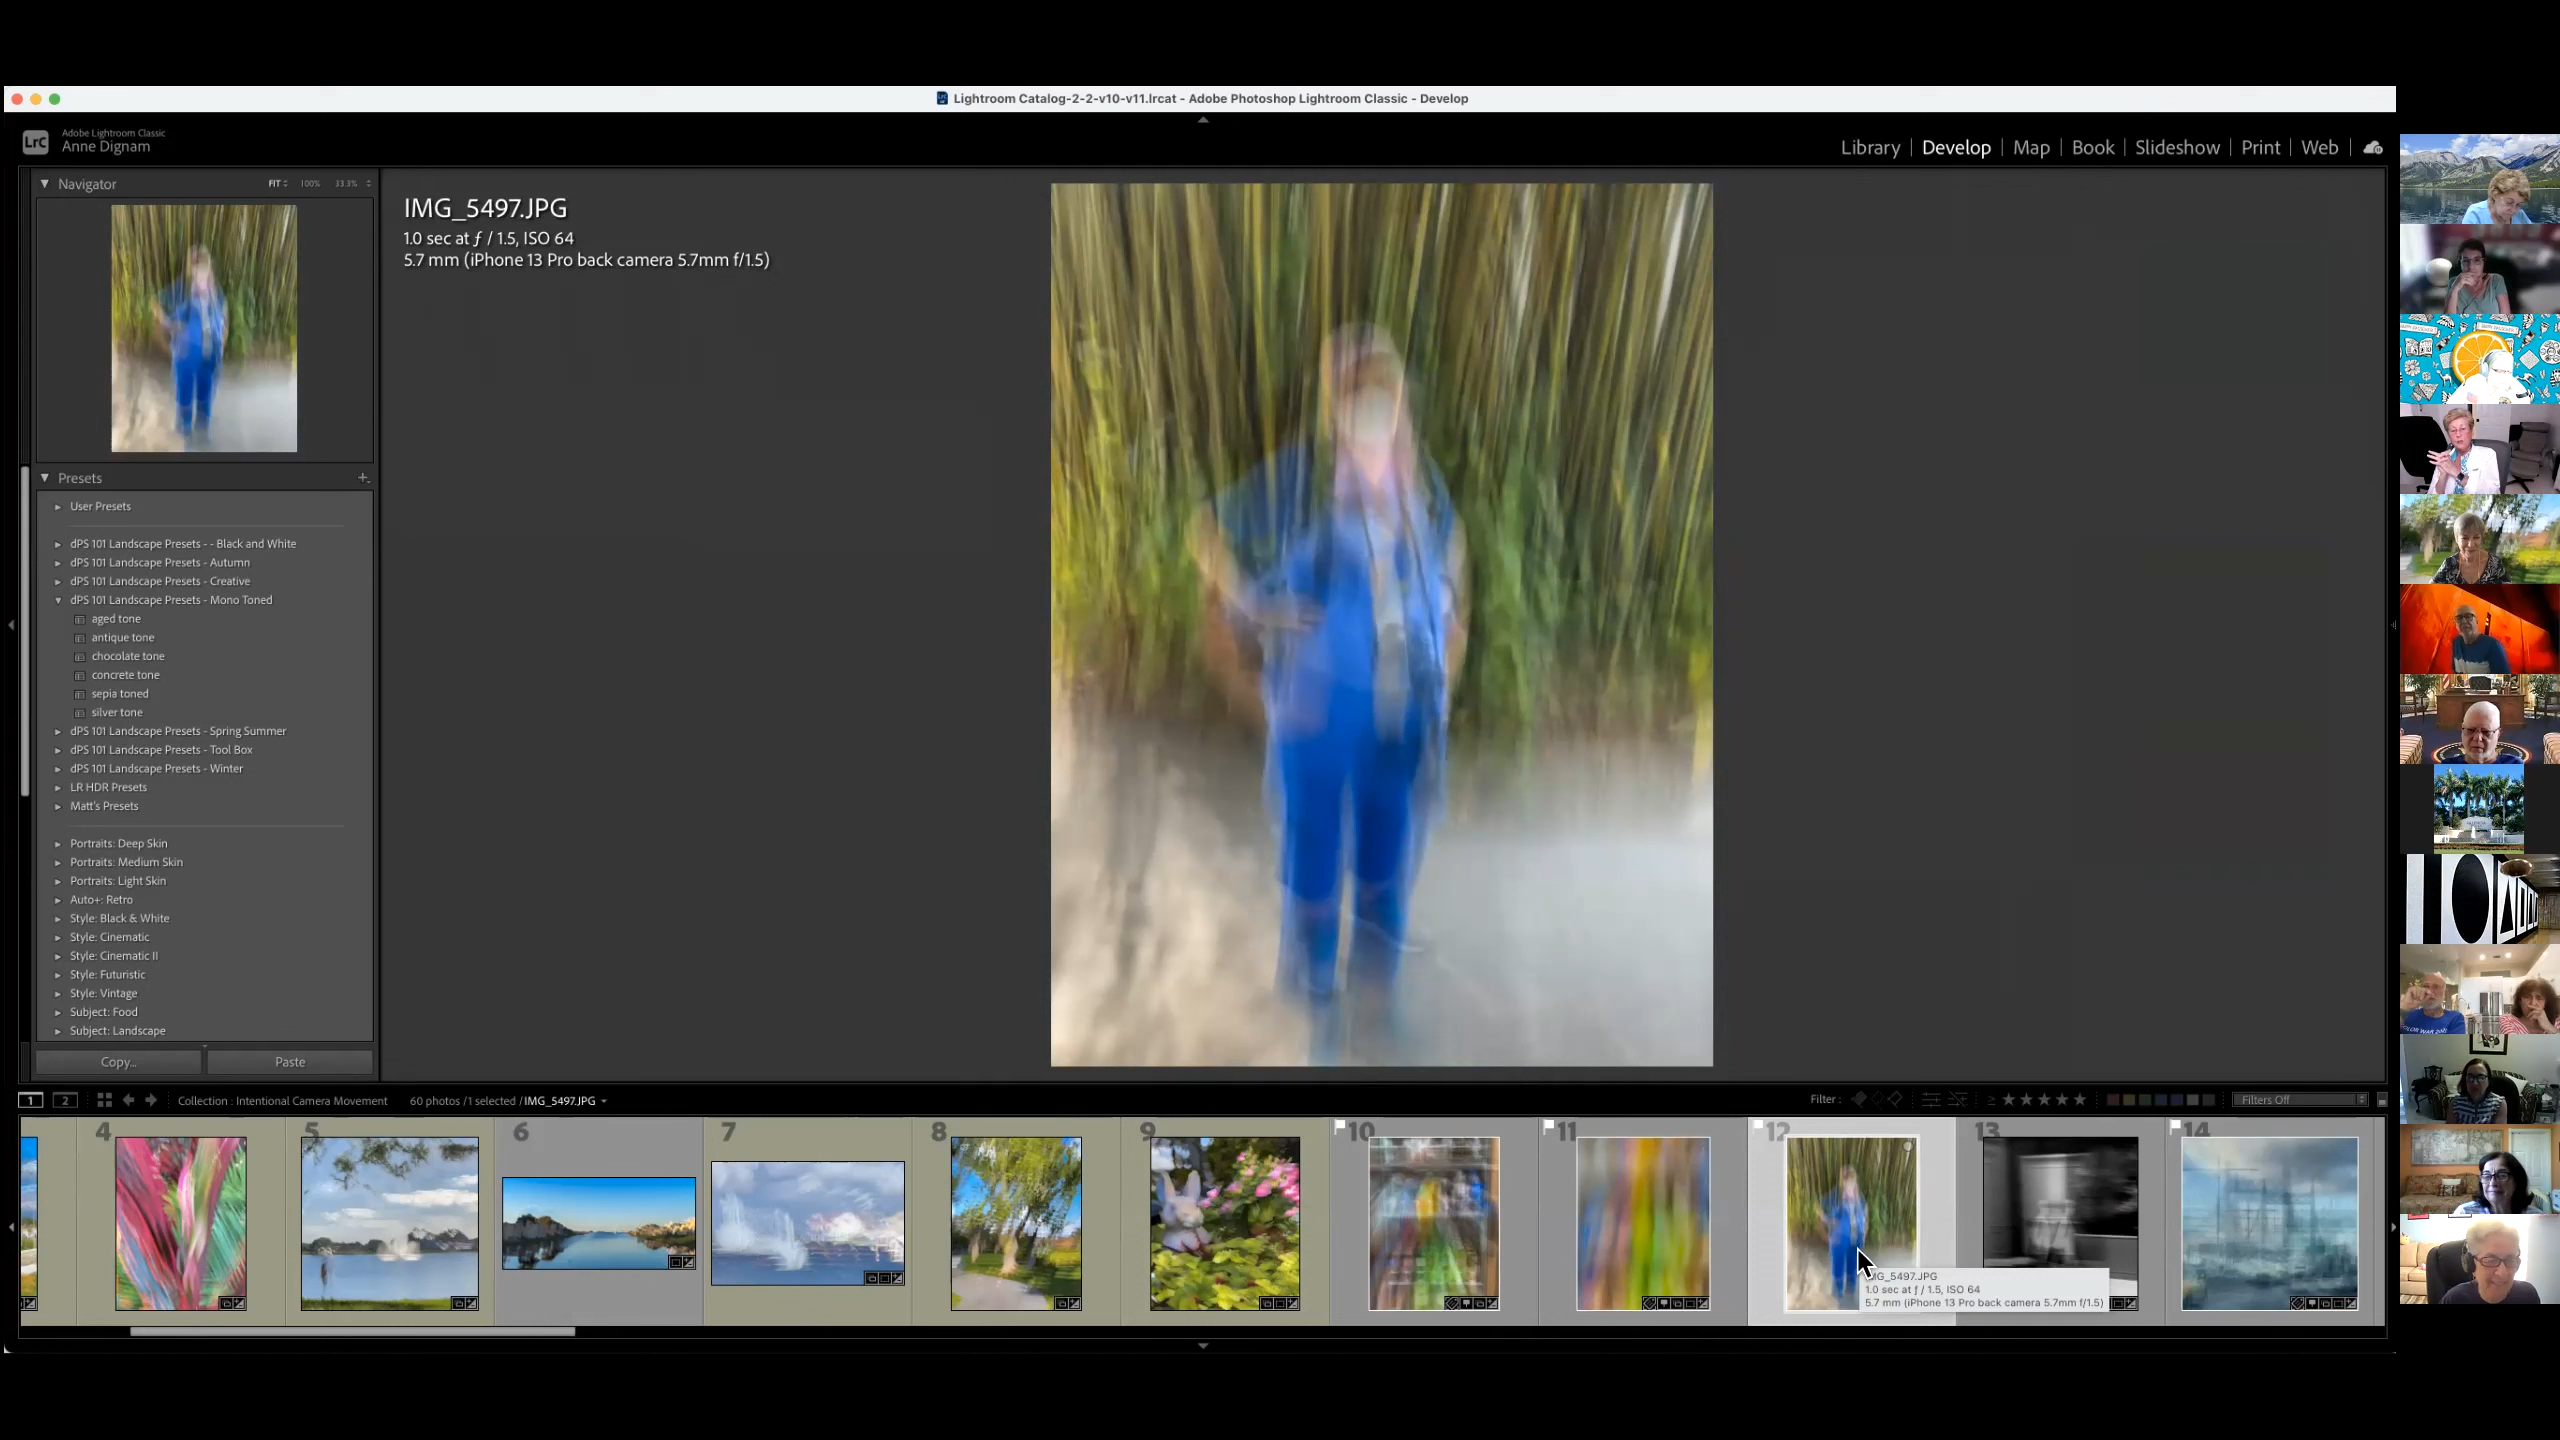 Lightroom Catalog-2-2-v10-v11.lrcat - Adobe Photoshop Lightroom Classic - Develop
LrC
Adobe Lightroom Classic
Anne Dignam
Library | Develop | Map | Book | Slideshow | Print | Web
Navigator
FIT
100%
33.3%
IMG_5497.JPG
1.0 sec at ƒ / 1.5, ISO 64
5.7 mm (iPhone 13 Pro back camera 5.7mm f/1.5)
Presets
User Presets
dPS 101 Landscape Presets - - Black and White
dPS 101 Landscape Presets - Autumn
dPS 101 Landscape Presets - Creative
dPS 101 Landscape Presets - Mono Toned
aged tone
antique tone
chocolate tone
concrete tone
sepia toned
silver tone
dPS 101 Landscape Presets - Spring Summer
dPS 101 Landscape Presets - Tool Box
dPS 101 Landscape Presets - Winter
LR HDR Presets
Matt's Presets
Portraits: Deep Skin
Portraits: Medium Skin
Portraits: Light Skin
Auto+: Retro
Style: Black & White
Style: Cinematic
Style: Cinematic II
Style: Futuristic
Style: Vintage
Subject: Food
Subject: Landscape
Copy...
Paste
1
2
Collection : Intentional Camera Movement
60 photos / 1 selected / IMG_5497.JPG
Filter :
Filters Off
4
5
6
7
8
9
10
11
12
13
14
G_5497.JPG
1.0 sec at ƒ / 1.5, ISO 64
5.7 mm (iPhone 13 Pro back camera 5.7mm f/1.5)